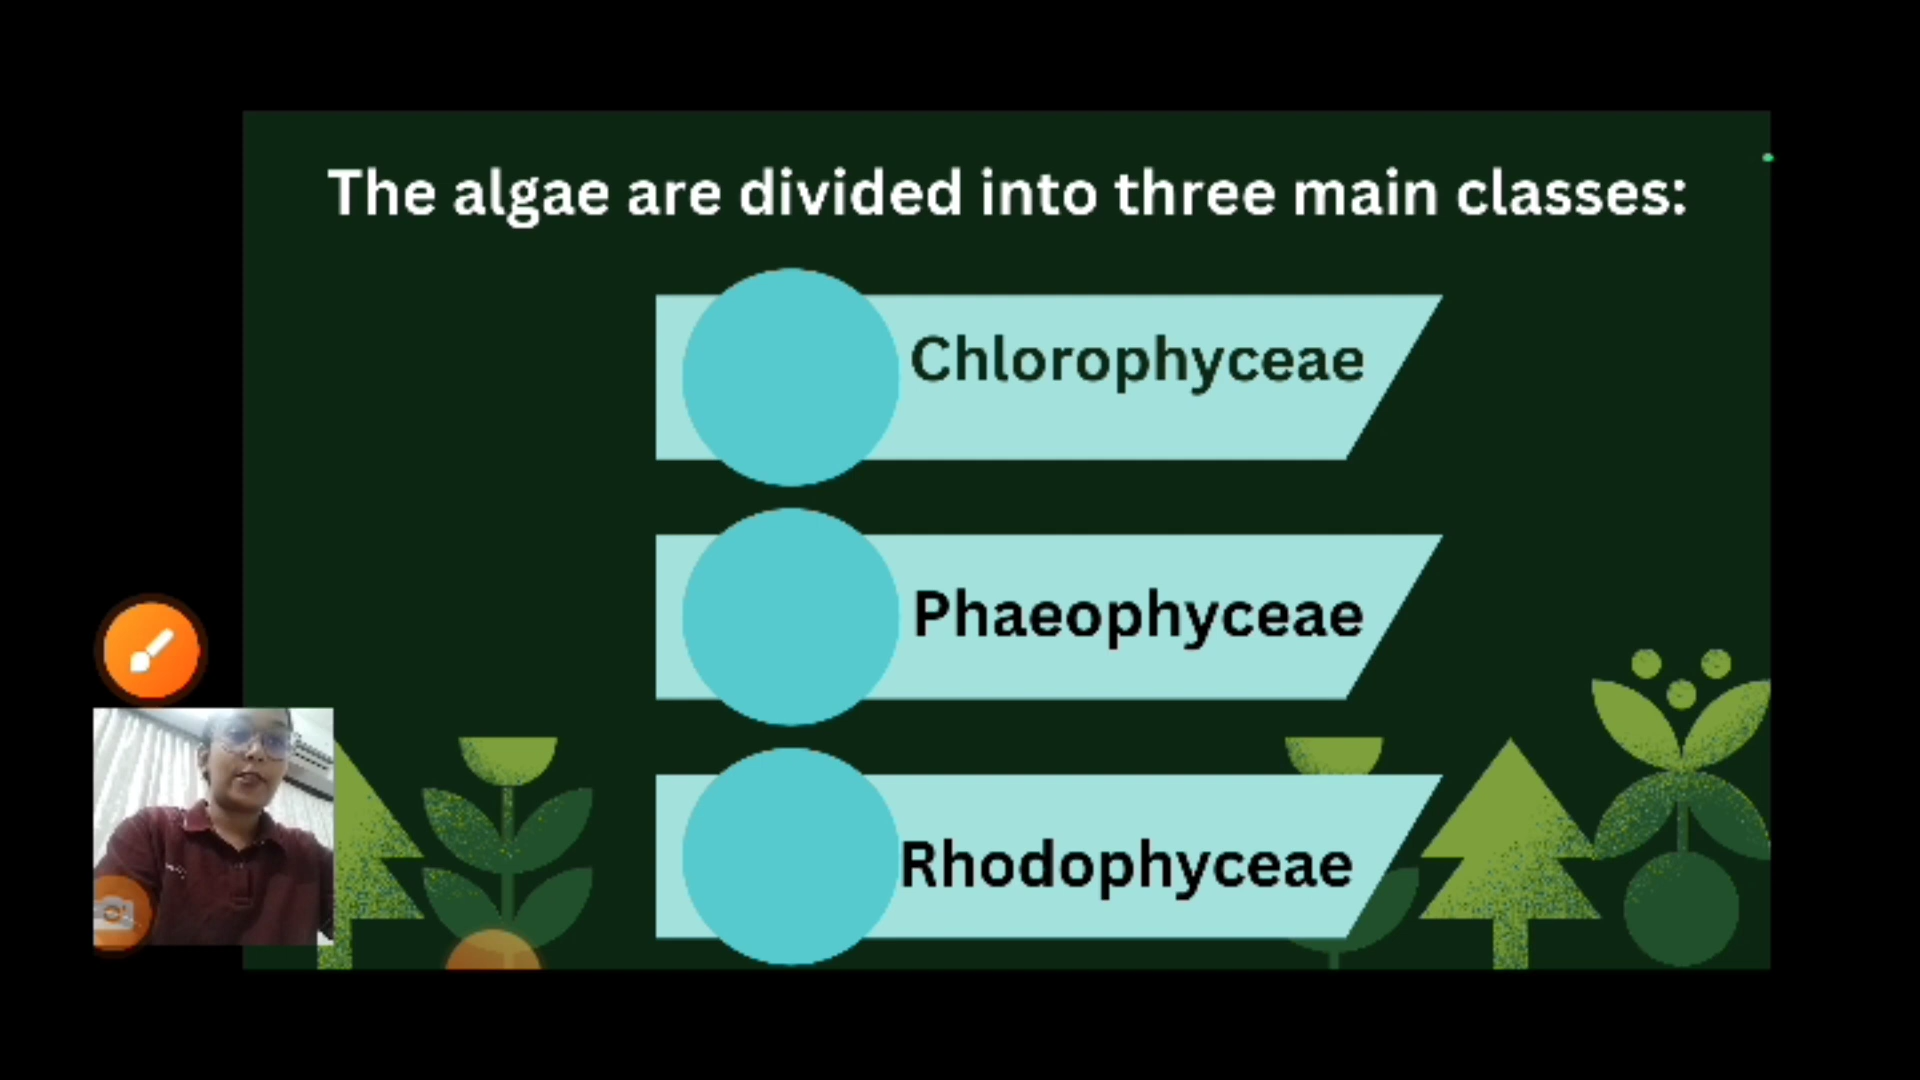 The algae are divided into three main classes:
Chlorophyceae
Phaeophyceae
Rhodophyceae